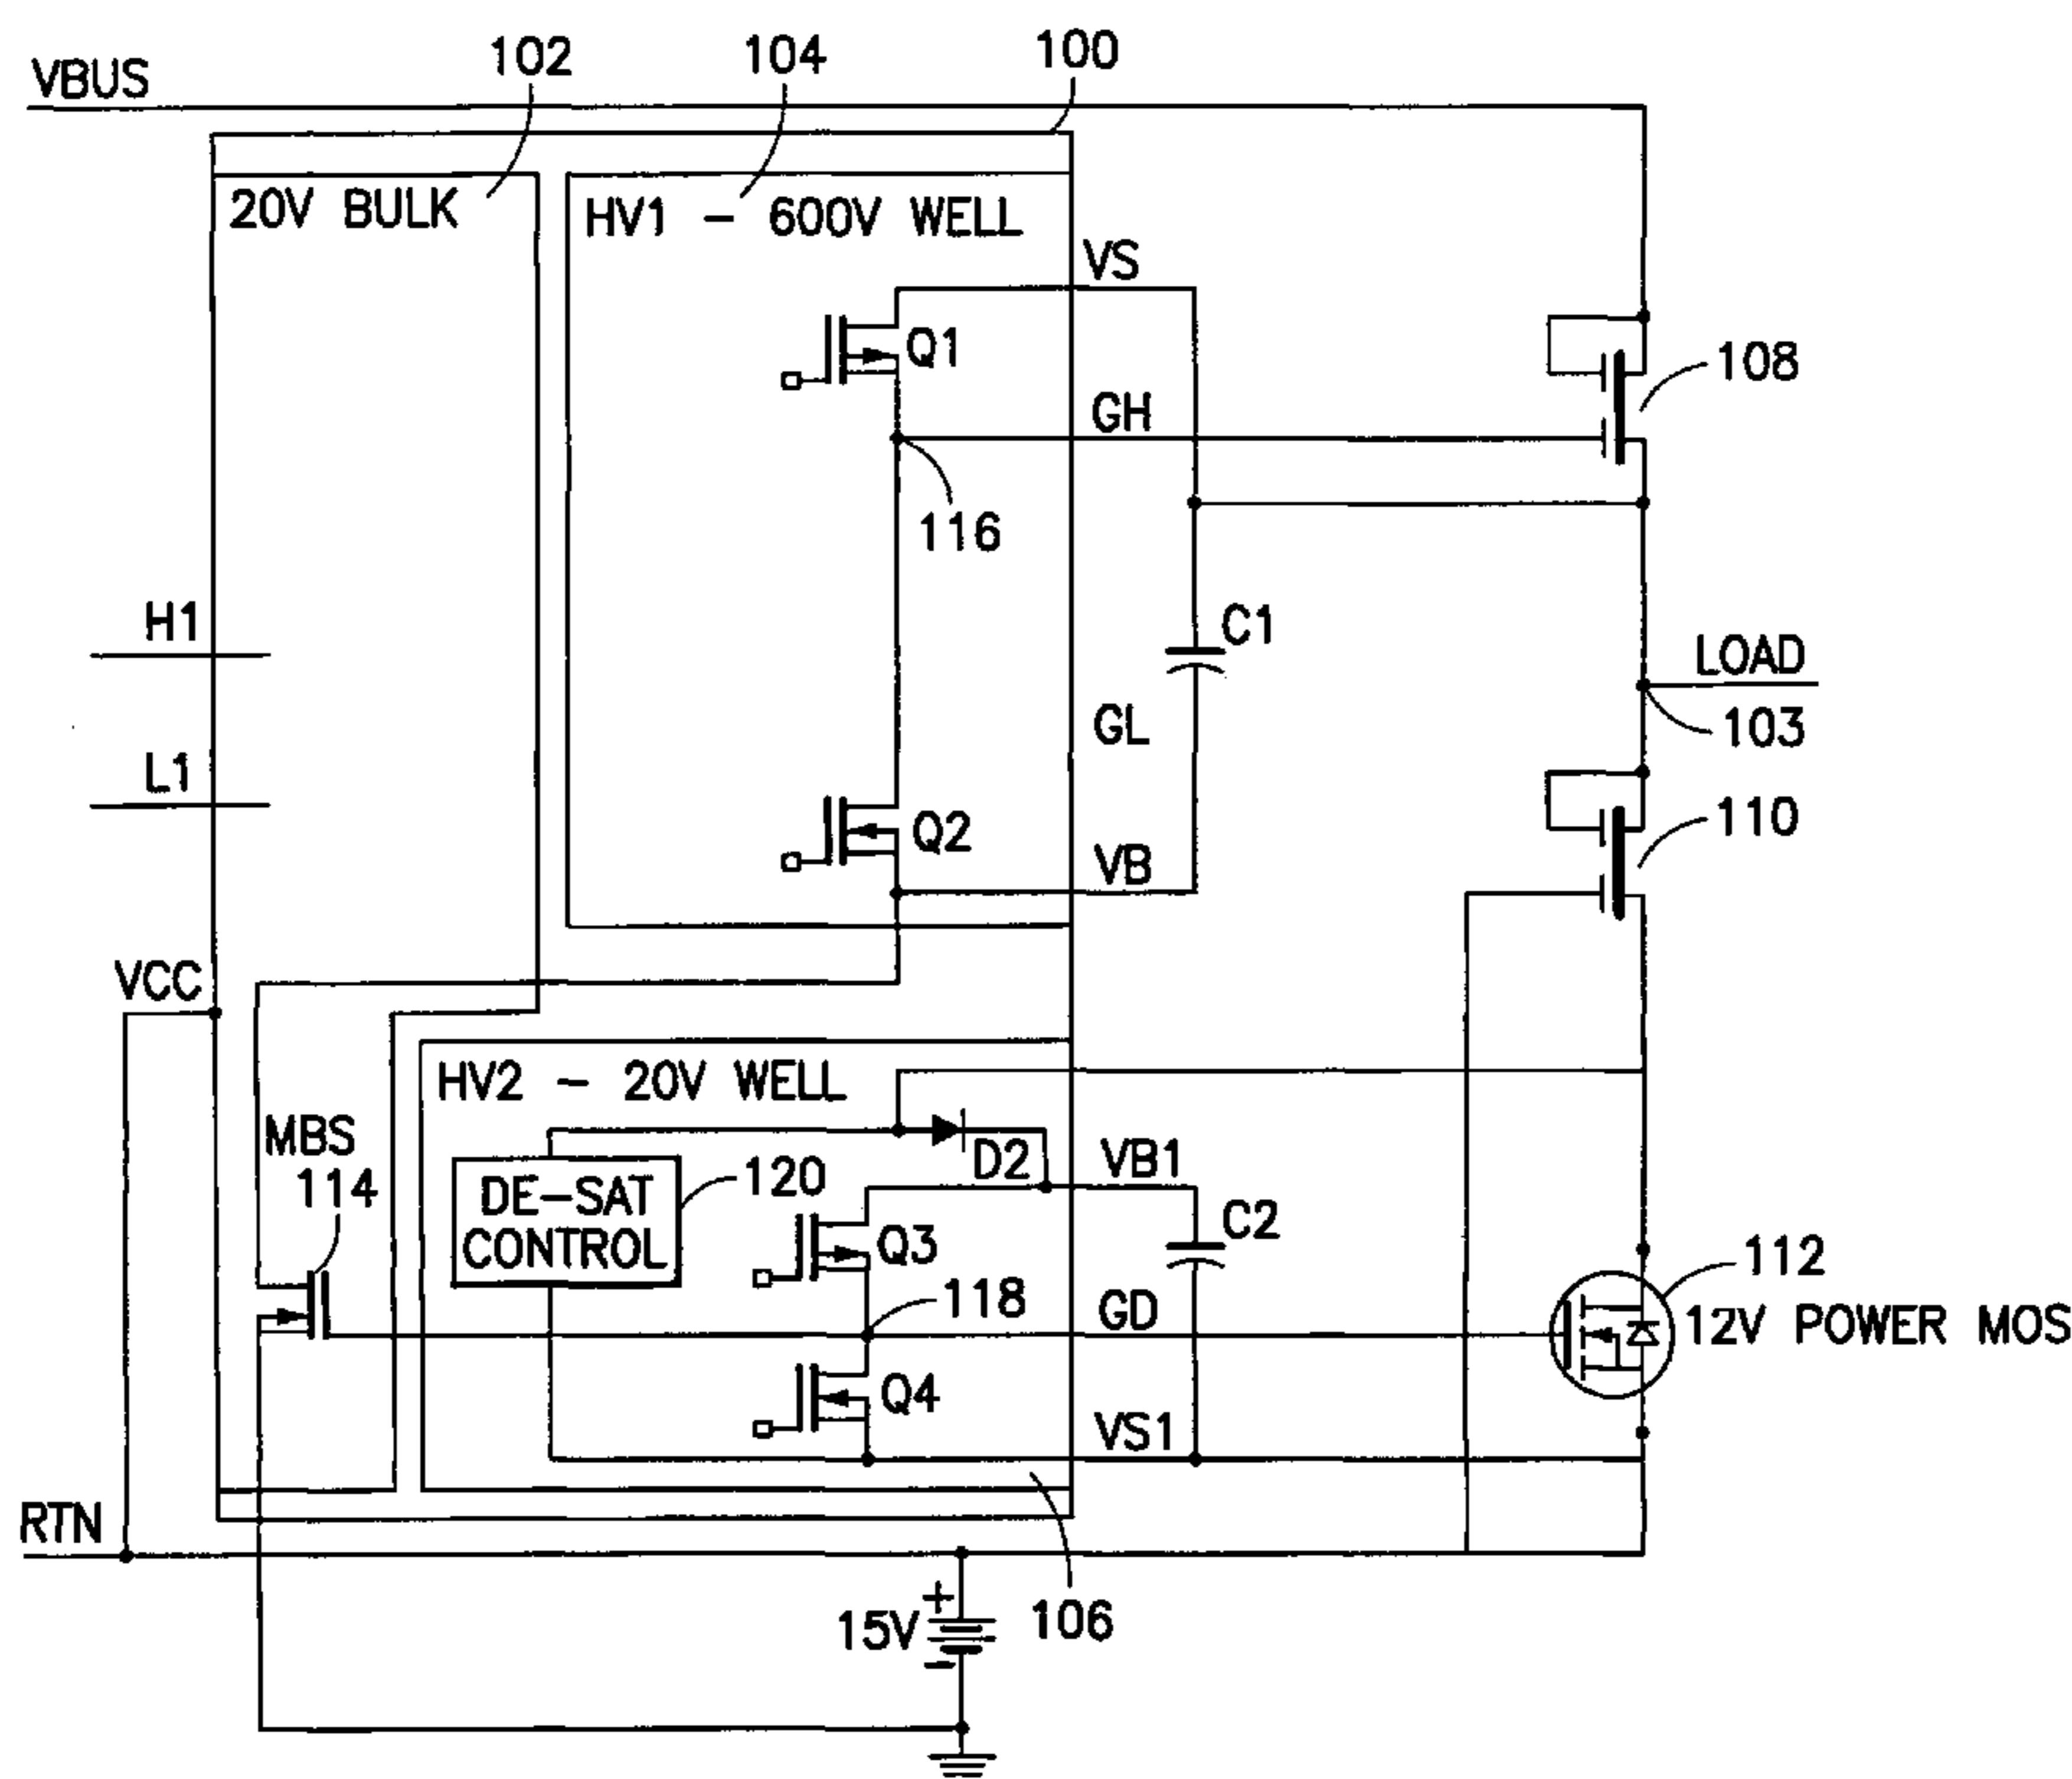 102
104
100
VBUS
20V BULK
HV1 - 600V WELL
VS
Q1
108
GH
116
H1
C1
LOAD
GL
103
L1
Q2
110
VB
VCC
HV2 - 20V WELL
MBS
114
D2
VB1
120
DE-SAT
CONTROL
C2
Q3
118
GD
112
12V POWER MOS
Q4
VS1
RTN
+
15V
-
106